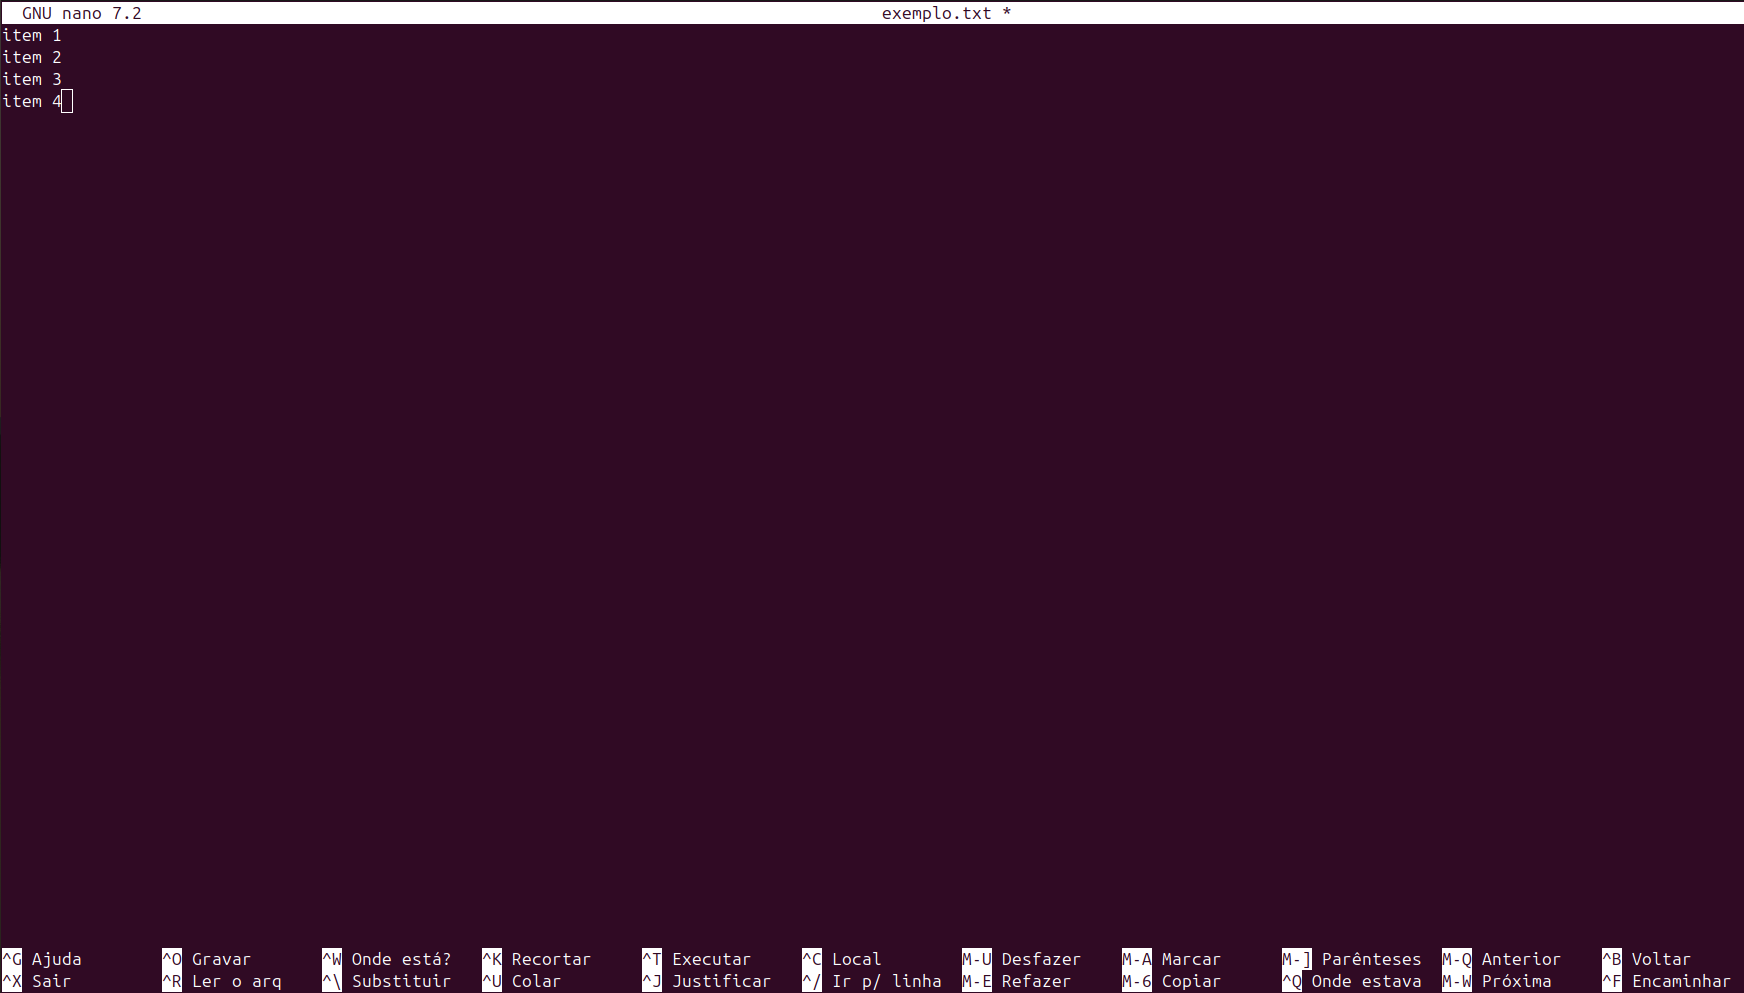 GNU nano 7.2 exemplo.txt *
item 1
item 2
item 3
item 4
^G Ajuda ^O Gravar ^W Onde está? ^K Recortar ^T Executar ^C Local M-U Desfazer M-A Marcar M-] Parênteses M-Q Anterior ^B Voltar
^X Sair ^R Ler o arq ^\ Substituir ^U Colar ^J Justificar ^/ Ir p/ linha M-E Refazer M-6 Copiar ^Q Onde estava M-W Próxima ^F Encaminhar